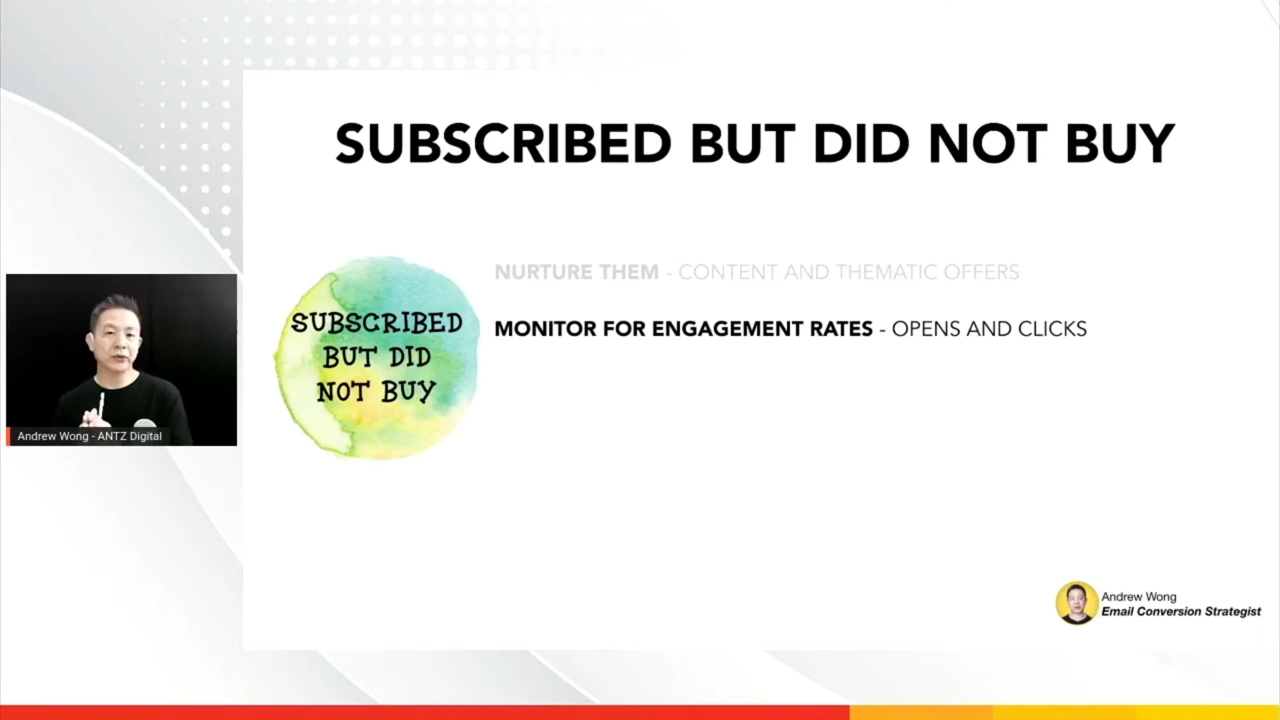 SUBSCRIBED BUT DID NOT BUY
NURTURE THEM - CONTENT AND THEMATIC OFFERS
MONITOR FOR ENGAGEMENT RATES - OPENS AND CLICKS
SUBSCRIBED
BUT DID
NOT BUY
Andrew Wong - ANTZ Digital
Andrew Wong
Email Conversion Strategist